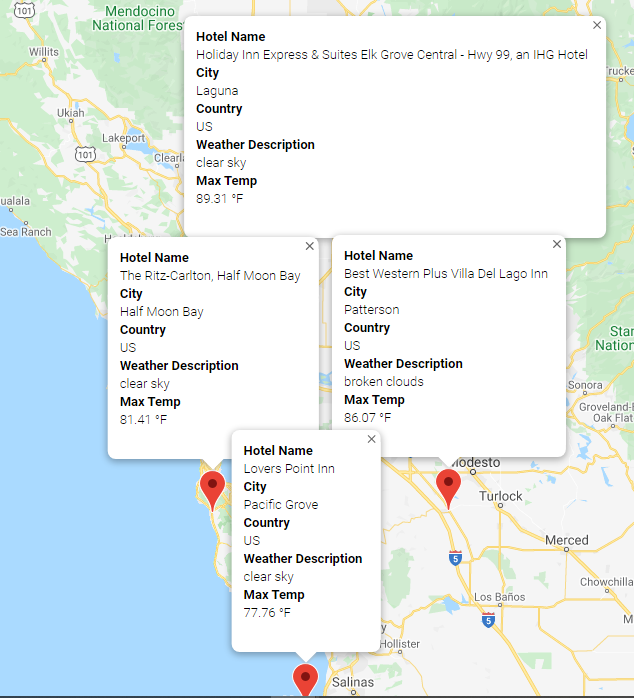 101
Mendocino
National Fores
Willits
Ukiah
101
Lakeport
Clearl
ualala
Sea Ranch
Hotel Name
Holiday Inn Express & Suites Elk Grove Central - Hwy 99, an IHG Hotel
City
Laguna
Country
US
Weather Description
clear sky
Max Temp
89.31 °F
Trucke
Hotel Name
The Ritz-Carlton, Half Moon Bay
City
Half Moon Bay
Country
US
Weather Description
clear sky
Max Temp
81.41 °F
Hotel Name
Best Western Plus Villa Del Lago Inn
City
Patterson
Country
US
Weather Description
broken clouds
Max Temp
86.07 °F
Star
Nation
Sonora
Groveland-
Oak Flat
Hotel Name
Lovers Point Inn
City
Pacific Grove
Country
US
Weather Description
clear sky
Max Temp
77.76 °F
Modesto
Turlock
Merced
5
Chowchilla
Los Baños
5
Hollister
Salinas